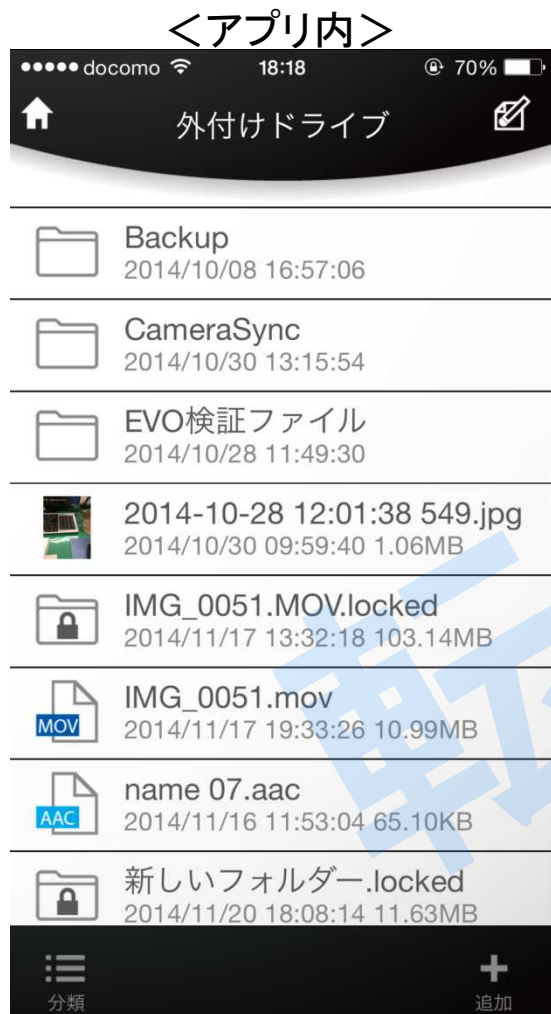 ＜アプリ内＞
docomo 18:18 70%
外付けドライブ
Backup
2014/10/08 16:57:06
CameraSync
2014/10/30 13:15:54
EVO検証ファイル
2014/10/28 11:49:30
2014-10-28 12:01:38 549.jpg
2014/10/30 09:59:40 1.06MB
IMG_0051.MOV.locked
2014/11/17 13:32:18 103.14MB
IMG_0051.mov
MOV
2014/11/17 19:33:26 10.99MB
name 07.aac
AAC
2014/11/16 11:53:04 65.10KB
新しいフォルダー.locked
2014/11/20 18:08:14 11.63MB
分類 追加
転